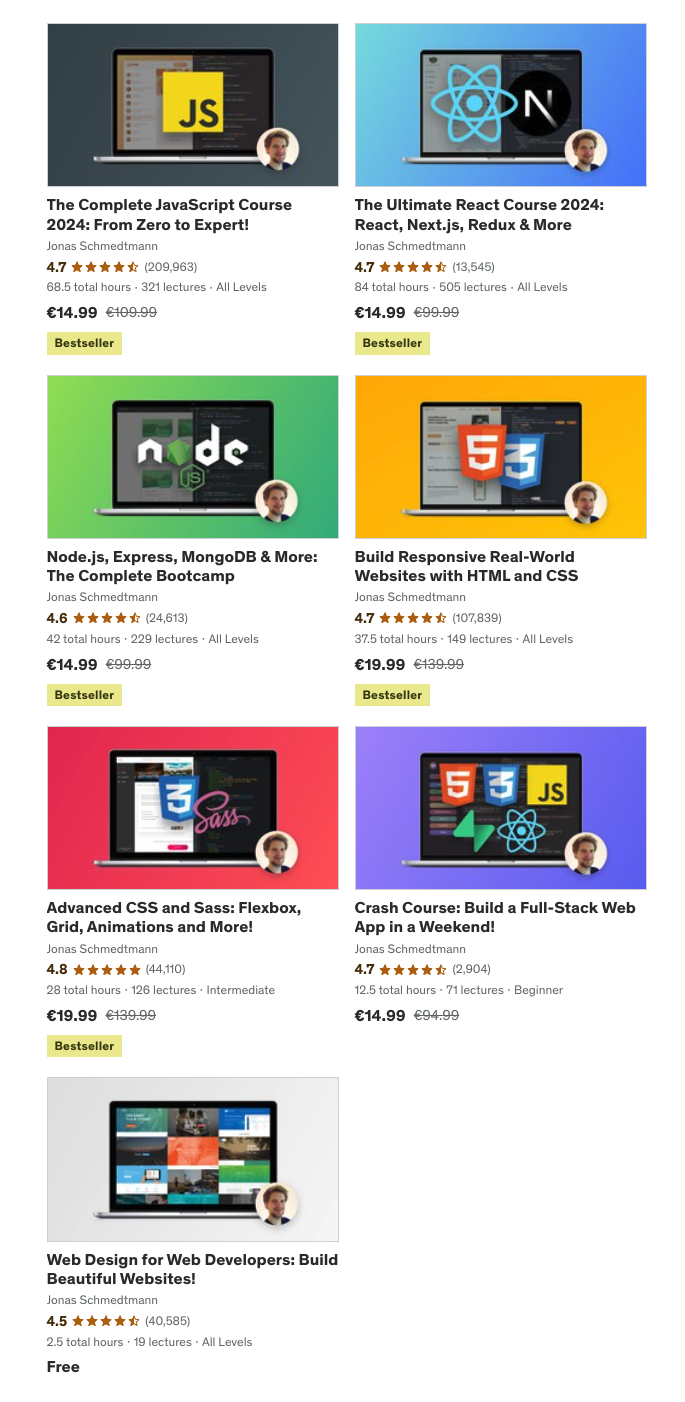 JS
The Complete JavaScript Course
2024: From Zero to Expert!
Jonas Schmedtmann
4.7 (209,963)
68.5 total hours · 321 lectures · All Levels
€14.99 €109.99
Bestseller
N
The Ultimate React Course 2024:
React, Next.js, Redux & More
Jonas Schmedtmann
4.7 (13,545)
84 total hours · 505 lectures · All Levels
€14.99 €99.99
Bestseller
node
JS
Node.js, Express, MongoDB & More:
The Complete Bootcamp
Jonas Schmedtmann
4.6 (24,613)
42 total hours · 229 lectures · All Levels
€14.99 €99.99
Bestseller
5 3
Build Responsive Real-World
Websites with HTML and CSS
Jonas Schmedtmann
4.7 (107,839)
37.5 total hours · 149 lectures · All Levels
€19.99 €139.99
Bestseller
3 Sass
Advanced CSS and Sass: Flexbox,
Grid, Animations and More!
Jonas Schmedtmann
4.8 (44,110)
28 total hours · 126 lectures · Intermediate
€19.99 €139.99
Bestseller
5 3 JS
Crash Course: Build a Full-Stack Web
App in a Weekend!
Jonas Schmedtmann
4.7 (2,904)
12.5 total hours · 71 lectures · Beginner
€14.99 €94.99
Web Design for Web Developers: Build
Beautiful Websites!
Jonas Schmedtmann
4.5 (40,585)
2.5 total hours · 19 lectures · All Levels
Free